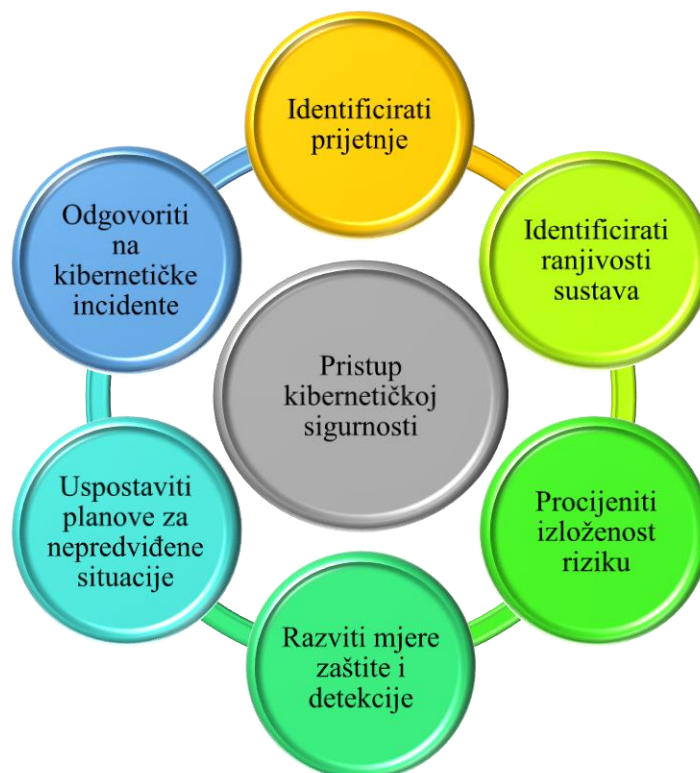 Identificirati
prijetnje
Identificirati
ranjivosti
sustava
Procijeniti
izloženost
riziku
Razviti mjere
zaštite i
detekcije
Uspostaviti
planove za
nepredviđene
situacije
Odgovoriti
na
kibernetičke
incidente
Pristup
kibernetičkoj
sigurnosti